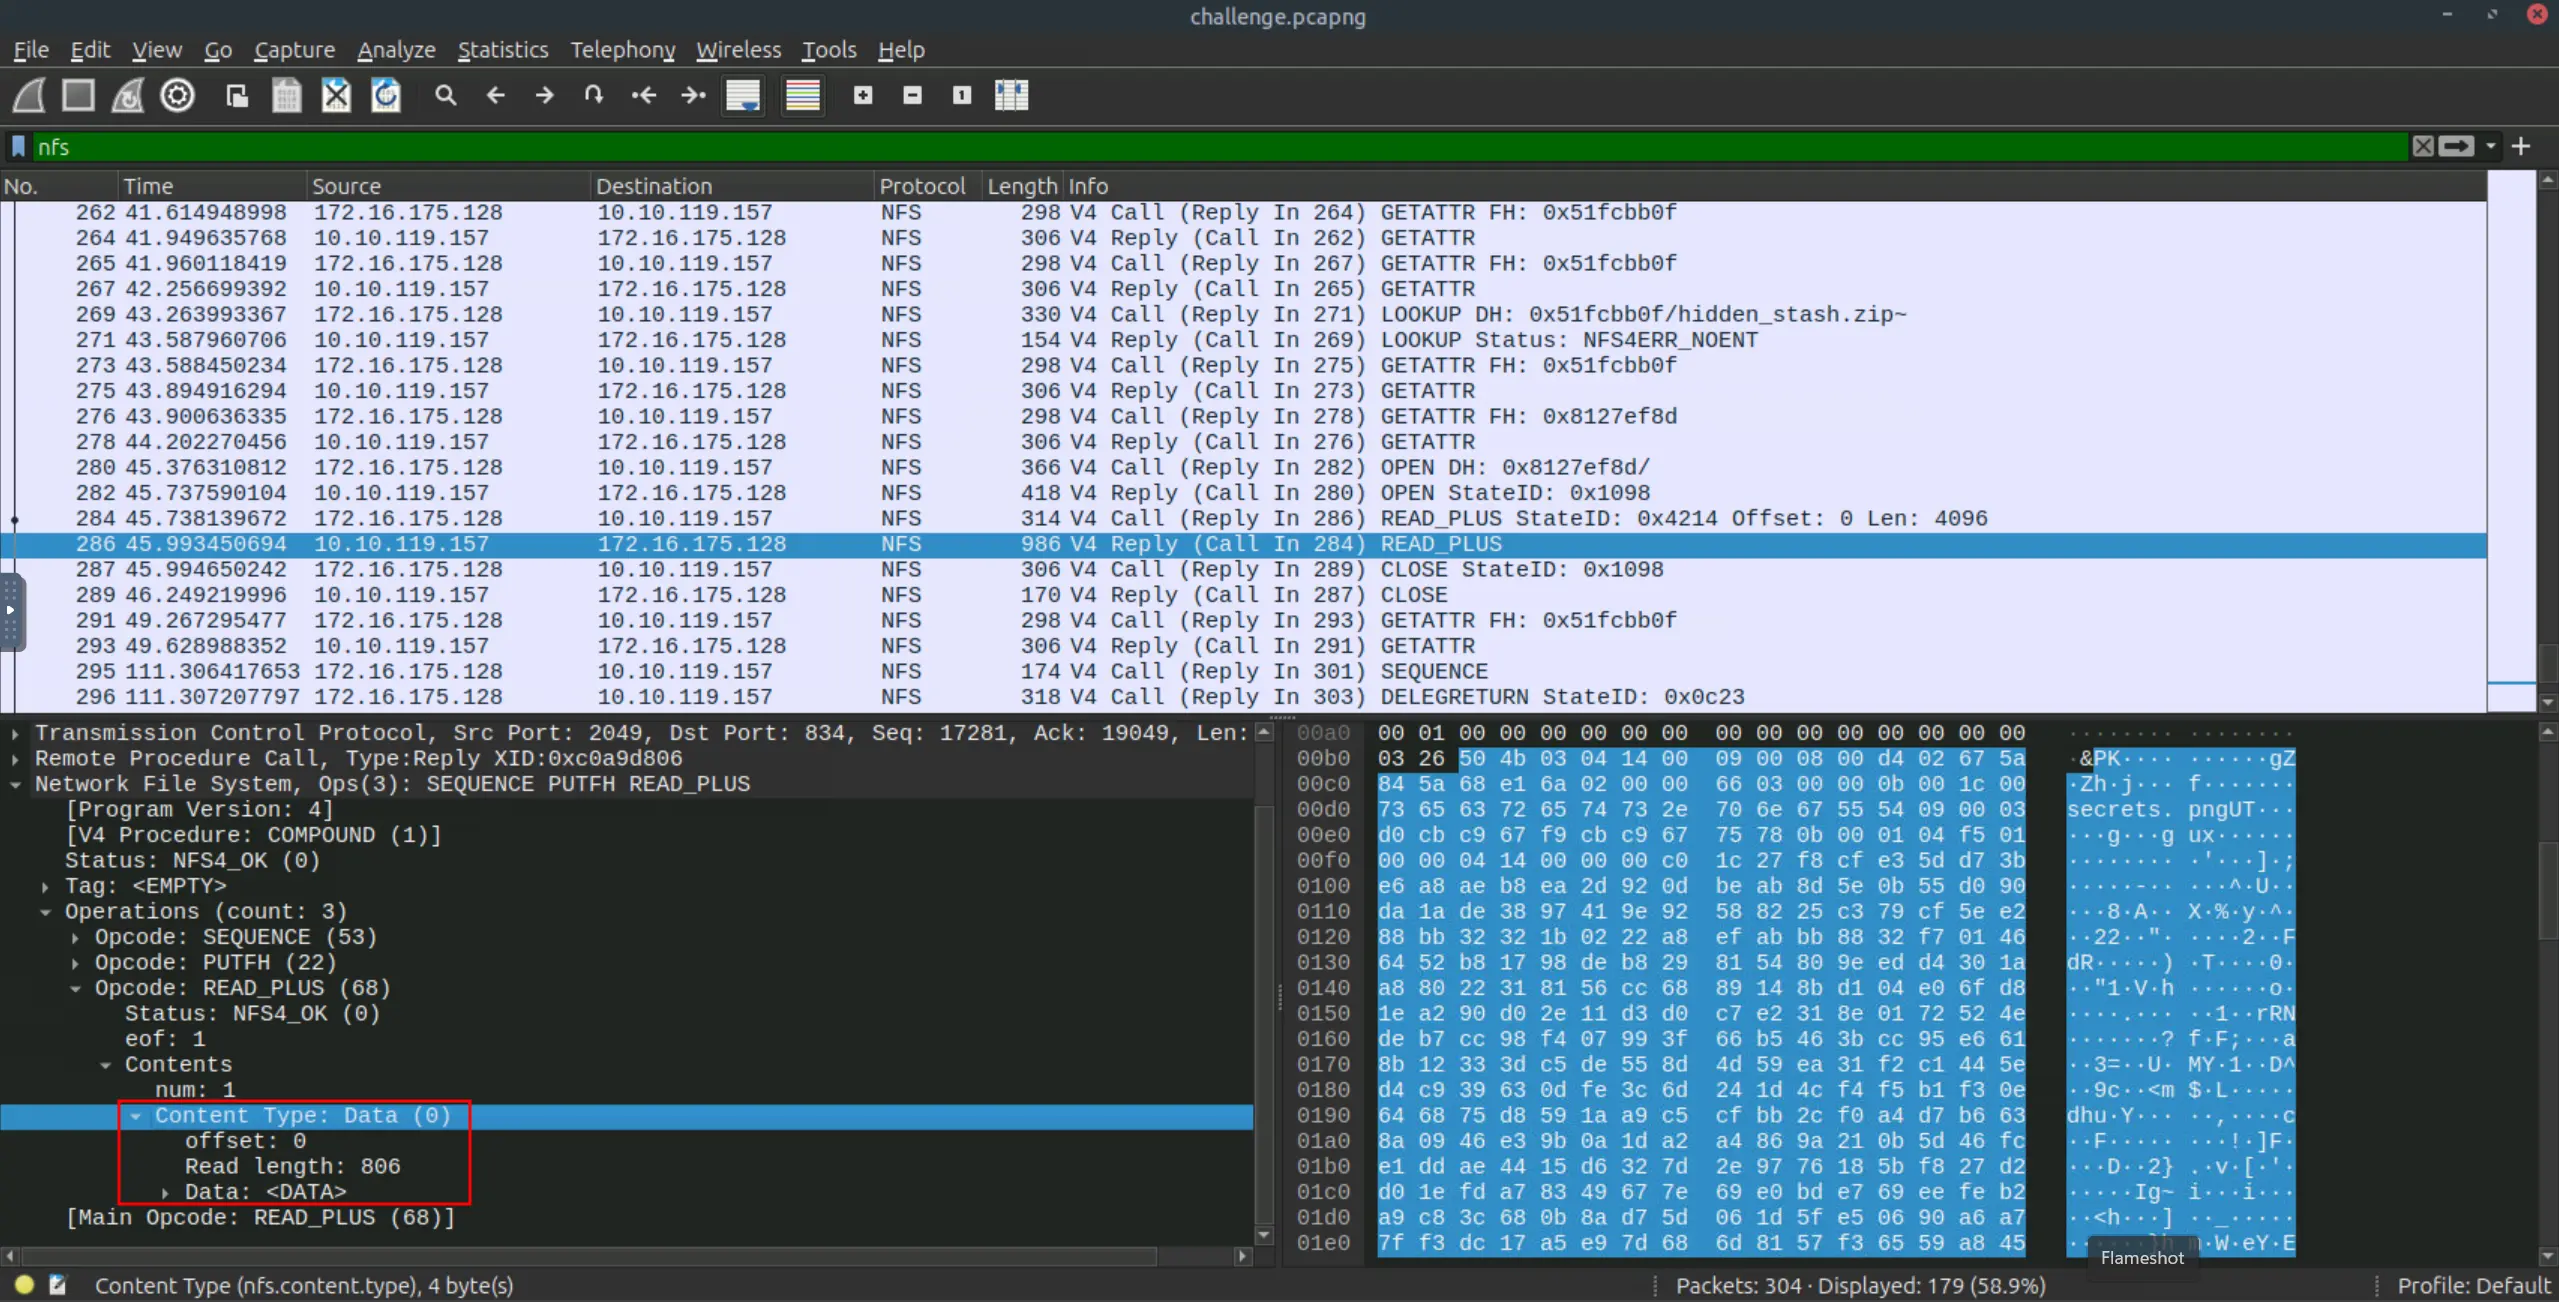 challenge.pcapng
File Edit View Go Capture Analyze Statistics Telephony Wireless Tools Help
nfs
No. Time Source Destination Protocol Length Info
262 41.614948998 172.16.175.128 10.10.119.157 NFS 298 V4 Call (Reply In 264) GETATTR FH: 0x51fcbb0f
264 41.949635768 10.10.119.157 172.16.175.128 NFS 306 V4 Reply (Call In 262) GETATTR
265 41.960118419 172.16.175.128 10.10.119.157 NFS 298 V4 Call (Reply In 267) GETATTR FH: 0x51fcbb0f
267 42.256699392 10.10.119.157 172.16.175.128 NFS 306 V4 Reply (Call In 265) GETATTR
269 43.263993367 172.16.175.128 10.10.119.157 NFS 330 V4 Call (Reply In 271) LOOKUP DH: 0x51fcbb0f/hidden_stash.zip~
271 43.587960706 10.10.119.157 172.16.175.128 NFS 154 V4 Reply (Call In 269) LOOKUP Status: NFS4ERR_NOENT
273 43.588450234 172.16.175.128 10.10.119.157 NFS 298 V4 Call (Reply In 275) GETATTR FH: 0x51fcbb0f
275 43.894916294 10.10.119.157 172.16.175.128 NFS 306 V4 Reply (Call In 273) GETATTR
276 43.900636335 172.16.175.128 10.10.119.157 NFS 298 V4 Call (Reply In 278) GETATTR FH: 0x8127ef8d
278 44.202270456 10.10.119.157 172.16.175.128 NFS 306 V4 Reply (Call In 276) GETATTR
280 45.376310812 172.16.175.128 10.10.119.157 NFS 366 V4 Call (Reply In 282) OPEN DH: 0x8127ef8d/
282 45.737590104 10.10.119.157 172.16.175.128 NFS 418 V4 Reply (Call In 280) OPEN StateID: 0x1098
284 45.738139672 172.16.175.128 10.10.119.157 NFS 314 V4 Call (Reply In 286) READ_PLUS StateID: 0x4214 Offset: 0 Len: 4096
286 45.993450694 10.10.119.157 172.16.175.128 NFS 986 V4 Reply (Call In 284) READ_PLUS
287 45.994650242 172.16.175.128 10.10.119.157 NFS 306 V4 Call (Reply In 289) CLOSE StateID: 0x1098
289 46.249219996 10.10.119.157 172.16.175.128 NFS 170 V4 Reply (Call In 287) CLOSE
291 49.267295477 172.16.175.128 10.10.119.157 NFS 298 V4 Call (Reply In 293) GETATTR FH: 0x51fcbb0f
293 49.628988352 10.10.119.157 172.16.175.128 NFS 306 V4 Reply (Call In 291) GETATTR
295 111.306417653 172.16.175.128 10.10.119.157 NFS 174 V4 Call (Reply In 301) SEQUENCE
296 111.307207797 172.16.175.128 10.10.119.157 NFS 318 V4 Call (Reply In 303) DELEGRETURN StateID: 0x0c23
Transmission Control Protocol, Src Port: 2049, Dst Port: 834, Seq: 17281, Ack: 19049, Len:
Remote Procedure Call, Type:Reply XID:0xc0a9d806
Network File System, Ops(3): SEQUENCE PUTFH READ_PLUS
[Program Version: 4]
[V4 Procedure: COMPOUND (1)]
Status: NFS4_OK (0)
Tag: <EMPTY>
Operations (count: 3)
Opcode: SEQUENCE (53)
Opcode: PUTFH (22)
Opcode: READ_PLUS (68)
Status: NFS4_OK (0)
eof: 1
Contents
num: 1
Content Type: Data (0)
offset: 0
Read length: 806
Data: <DATA>
[Main Opcode: READ_PLUS (68)]
00a0 00 01 00 00 00 00 00 00 00 00 00 00 00 00 00 00 ········ ········
00b0 03 26 50 4b 03 04 14 00 09 00 08 00 d4 02 67 5a ·&PK···· ······gZ
00c0 84 5a 68 e1 6a 02 00 00 66 03 00 00 0b 00 1c 00 ·Zh·j··· f·······
00d0 73 65 63 72 65 74 73 2e 70 6e 67 55 54 09 00 03 secrets. pngUT···
00e0 d0 cb c9 67 f9 cb c9 67 75 78 0b 00 01 04 f5 01 ···g···g ux······
00f0 00 00 04 14 00 00 00 c0 1c 27 f8 cf e3 5d d7 3b ········ ·'···]·;
0100 e6 a8 ae b8 ea 2d 92 0d be ab 8d 5e 0b 55 d0 90 ·····-·· ···^·U··
0110 da 1a de 38 97 41 9e 92 58 82 25 c3 79 cf 5e e2 ···8·A·· X·%·y·^·
0120 88 bb 32 32 1b 02 22 a8 ef ab bb 88 32 f7 01 46 ··22··"· ····2··F
0130 64 52 b8 17 98 de b8 29 81 54 80 9e ed d4 30 1a dR·····) ·T····0·
0140 a8 80 22 31 81 56 cc 68 89 14 8b d1 04 e0 6f d8 ··"1·V·h ······o·
0150 1e a2 90 d0 2e 11 d3 d0 c7 e2 31 8e 01 72 52 4e ····.··· ··1··rRN
0160 de b7 cc 98 f4 07 99 3f 66 b5 46 3b cc 95 e6 61 ·······? f·F;···a
0170 8b 12 33 3d c5 de 55 8d 4d 59 ea 31 f2 c1 44 5e ··3=··U· MY·1··D^
0180 d4 c9 39 63 0d fe 3c 6d 24 1d 4c f4 f5 b1 f3 0e ··9c··<m $·L·····
0190 64 68 75 d8 59 1a a9 c5 cf bb 2c f0 a4 d7 b6 63 dhu·Y··· ··,····c
01a0 8a 09 46 e3 9b 0a 1d a2 a4 86 9a 21 0b 5d 46 fc ··F····· ···!·]F·
01b0 e1 dd ae 44 15 d6 32 7d 2e 97 76 18 5b f8 27 d2 ···D··2} .·v·[·'·
01c0 d0 1e fd a7 83 49 67 7e 69 e0 bd e7 69 ee fe b2 ·····Ig~ i···i···
01d0 a9 c8 3c 68 0b 8a d7 5d 06 1d 5f e5 06 90 a6 a7 ··<h···] ··_·····
01e0 7f f3 dc 17 a5 e9 7d 68 6d 81 57 f3 65 59 a8 45 W·eY·E
Flameshot
Content Type (nfs.content.type), 4 byte(s)
Packets: 304 · Displayed: 179 (58.9%)
Profile: Default